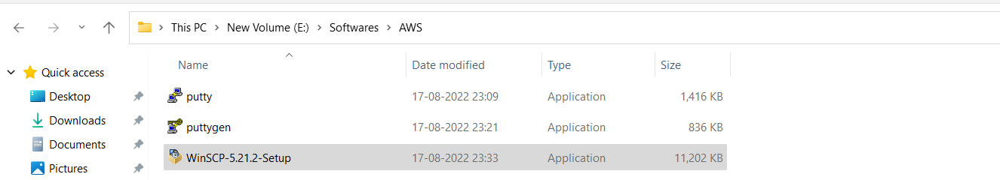 This PC > New Volume (E:) > Softwares > AWS
Name Date modified Type Size
Quick access
Desktop putty 17-08-2022 23:09 Application 1,416 KB
Downloads puttygen 17-08-2022 23:21 Application 836 KB
Documents
WinSCP-5.21.2-Setup 17-08-2022 23:33 Application 11,202 KB
Pictures